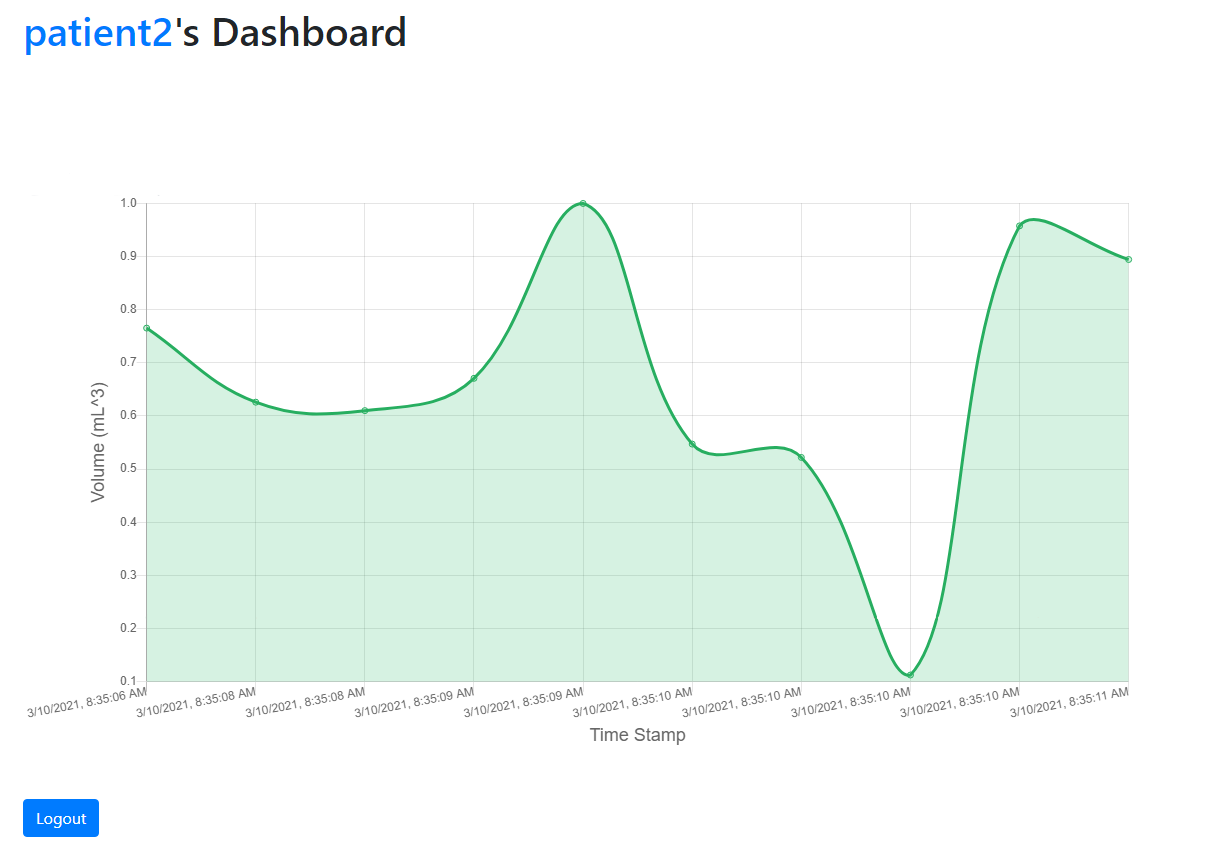 patient2's Dashboard
1.0
0.9
0.8
0.7
0.6
0.5
0.4
0.3
0.2
0.1
Volume (mL^3)
3/10/2021, 8:35:06 AM
3/10/2021, 8:35:08 AM
3/10/2021, 8:35:08 AM
3/10/2021, 8:35:09 AM
3/10/2021, 8:35:09 AM
3/10/2021, 8:35:10 AM
3/10/2021, 8:35:10 AM
3/10/2021, 8:35:10 AM
3/10/2021, 8:35:10 AM
3/10/2021, 8:35:11 AM
Time Stamp
Logout